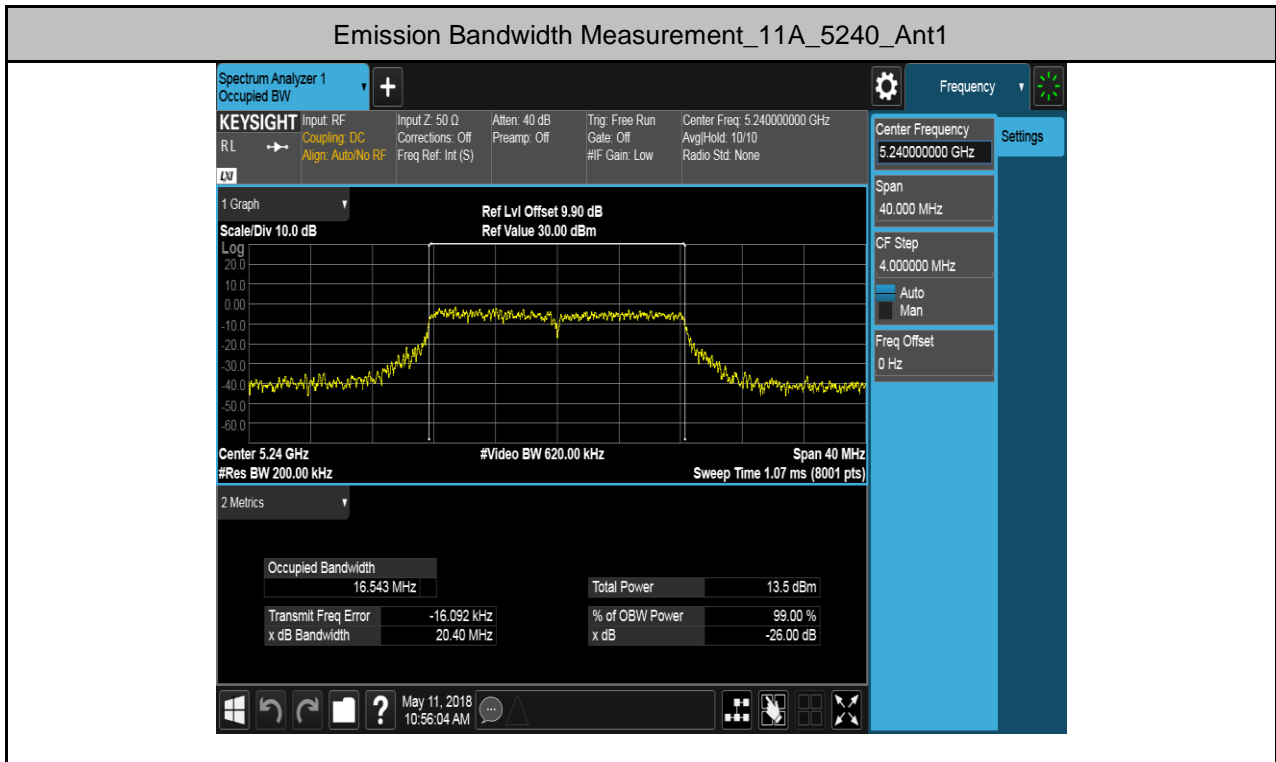 Emission Bandwidth Measurement_11A_5240_Ant1
Spectrum Analyzer 1
Occupied BW
+
Frequency
KEYSIGHT
RL
LXI
Input: RF
Coupling: DC
Align: Auto/No RF
Input Z: 50 Ω
Corrections: Off
Freq Ref: Int (S)
Atten: 40 dB
Preamp: Off
Trig: Free Run
Gate: Off
#IF Gain: Low
Center Freq: 5.240000000 GHz
Avg|Hold: 10/10
Radio Std: None
Center Frequency
5.240000000 GHz
Settings
Span
40.000 MHz
CF Step
4.000000 MHz
Auto
Man
Freq Offset
0 Hz
1 Graph
Scale/Div 10.0 dB
Ref Lvl Offset 9.90 dB
Ref Value 30.00 dBm
Log
20.0
10.0
0.00
-10.0
-20.0
-30.0
-40.0
-50.0
-60.0
Center 5.24 GHz
#Video BW 620.00 kHz
Span 40 MHz
#Res BW 200.00 kHz
Sweep Time 1.07 ms (8001 pts)
2 Metrics
Occupied Bandwidth
16.543 MHz
Total Power 13.5 dBm
Transmit Freq Error -16.092 kHz
% of OBW Power 99.00 %
x dB Bandwidth 20.40 MHz
x dB -26.00 dB
?
May 11, 2018
10:56:04 AM